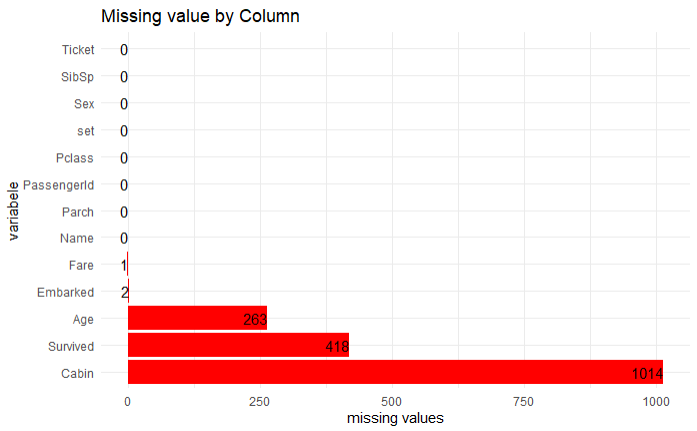 Missing value by Column
variabele
Ticket 0
SibSp 0
Sex 0
set 0
Pclass 0
PassengerId 0
Parch 0
Name 0
Fare 1
Embarked 2
Age 263
Survived 418
Cabin 1014
0 250 500 750 1000
missing values